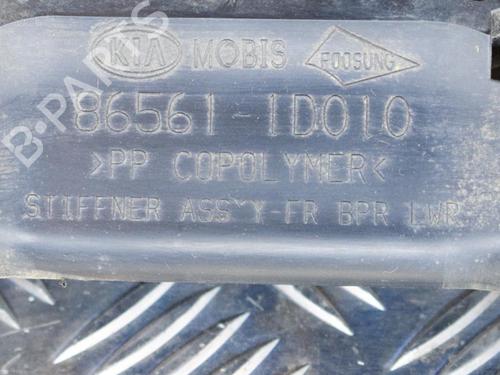 KIA MOBIS FOOSUNG
86561-1D010
>PP COPOLYMER<
STIFFNER ASS'Y-FR BPR LWR
B-PARTS